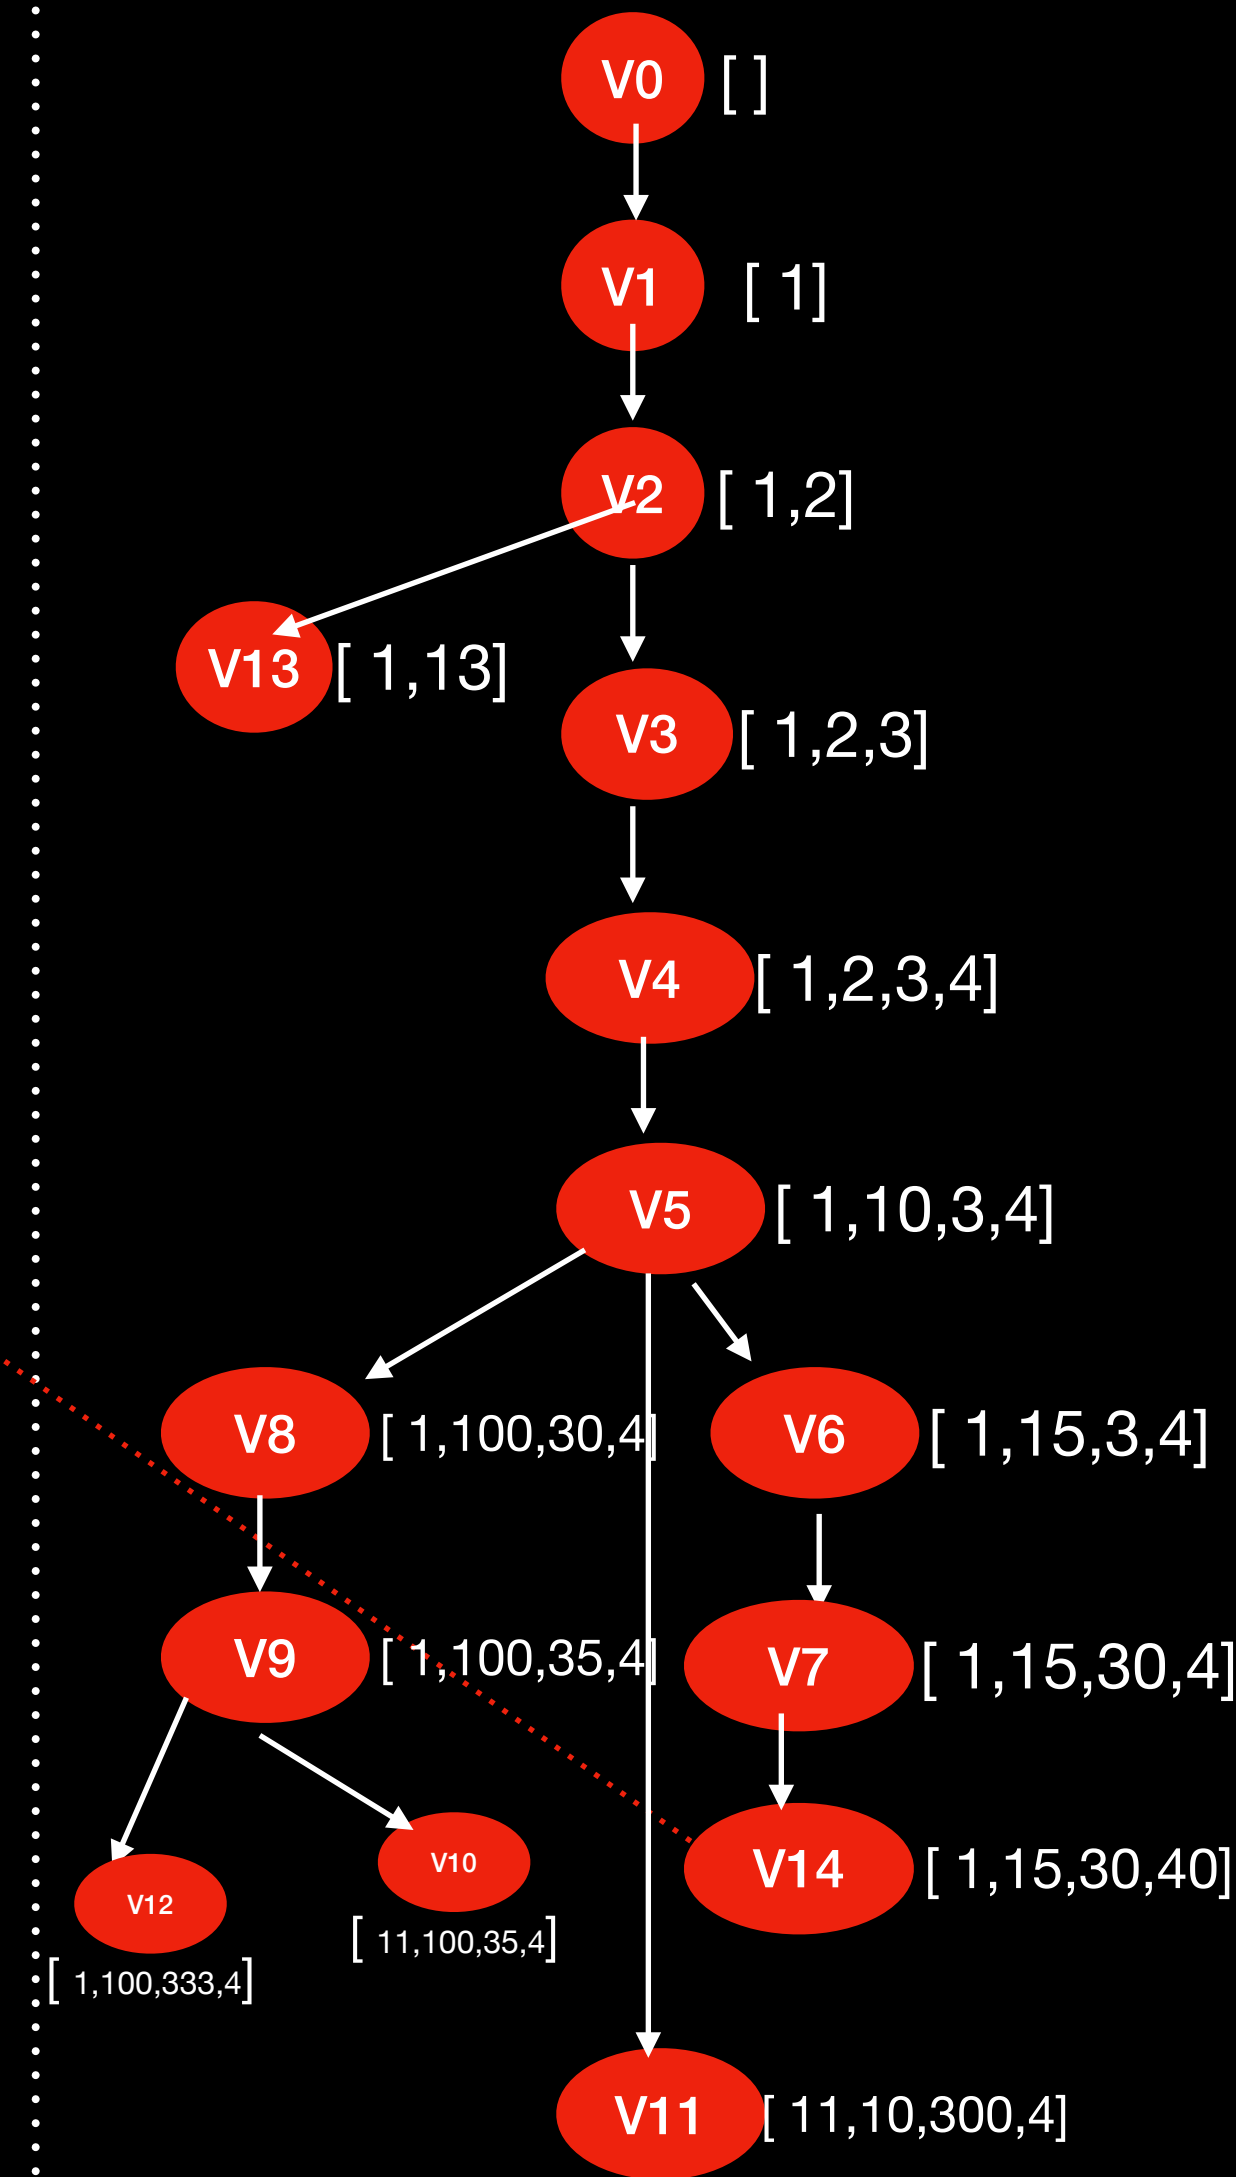 V0 [ ]
V1 [ 1]
V2 [ 1,2]
V13 [ 1,13]
V3 [ 1,2,3]
V4 [ 1,2,3,4]
V5 [ 1,10,3,4]
V8 [ 1,100,30,4] V6 [ 1,15,3,4]
V9 [ 1,100,35,4] V7 [ 1,15,30,4]
V10 V14 [ 1,15,30,40]
V12 [ 11,100,35,4]
[ 1,100,333,4]
V11 [ 11,10,300,4]